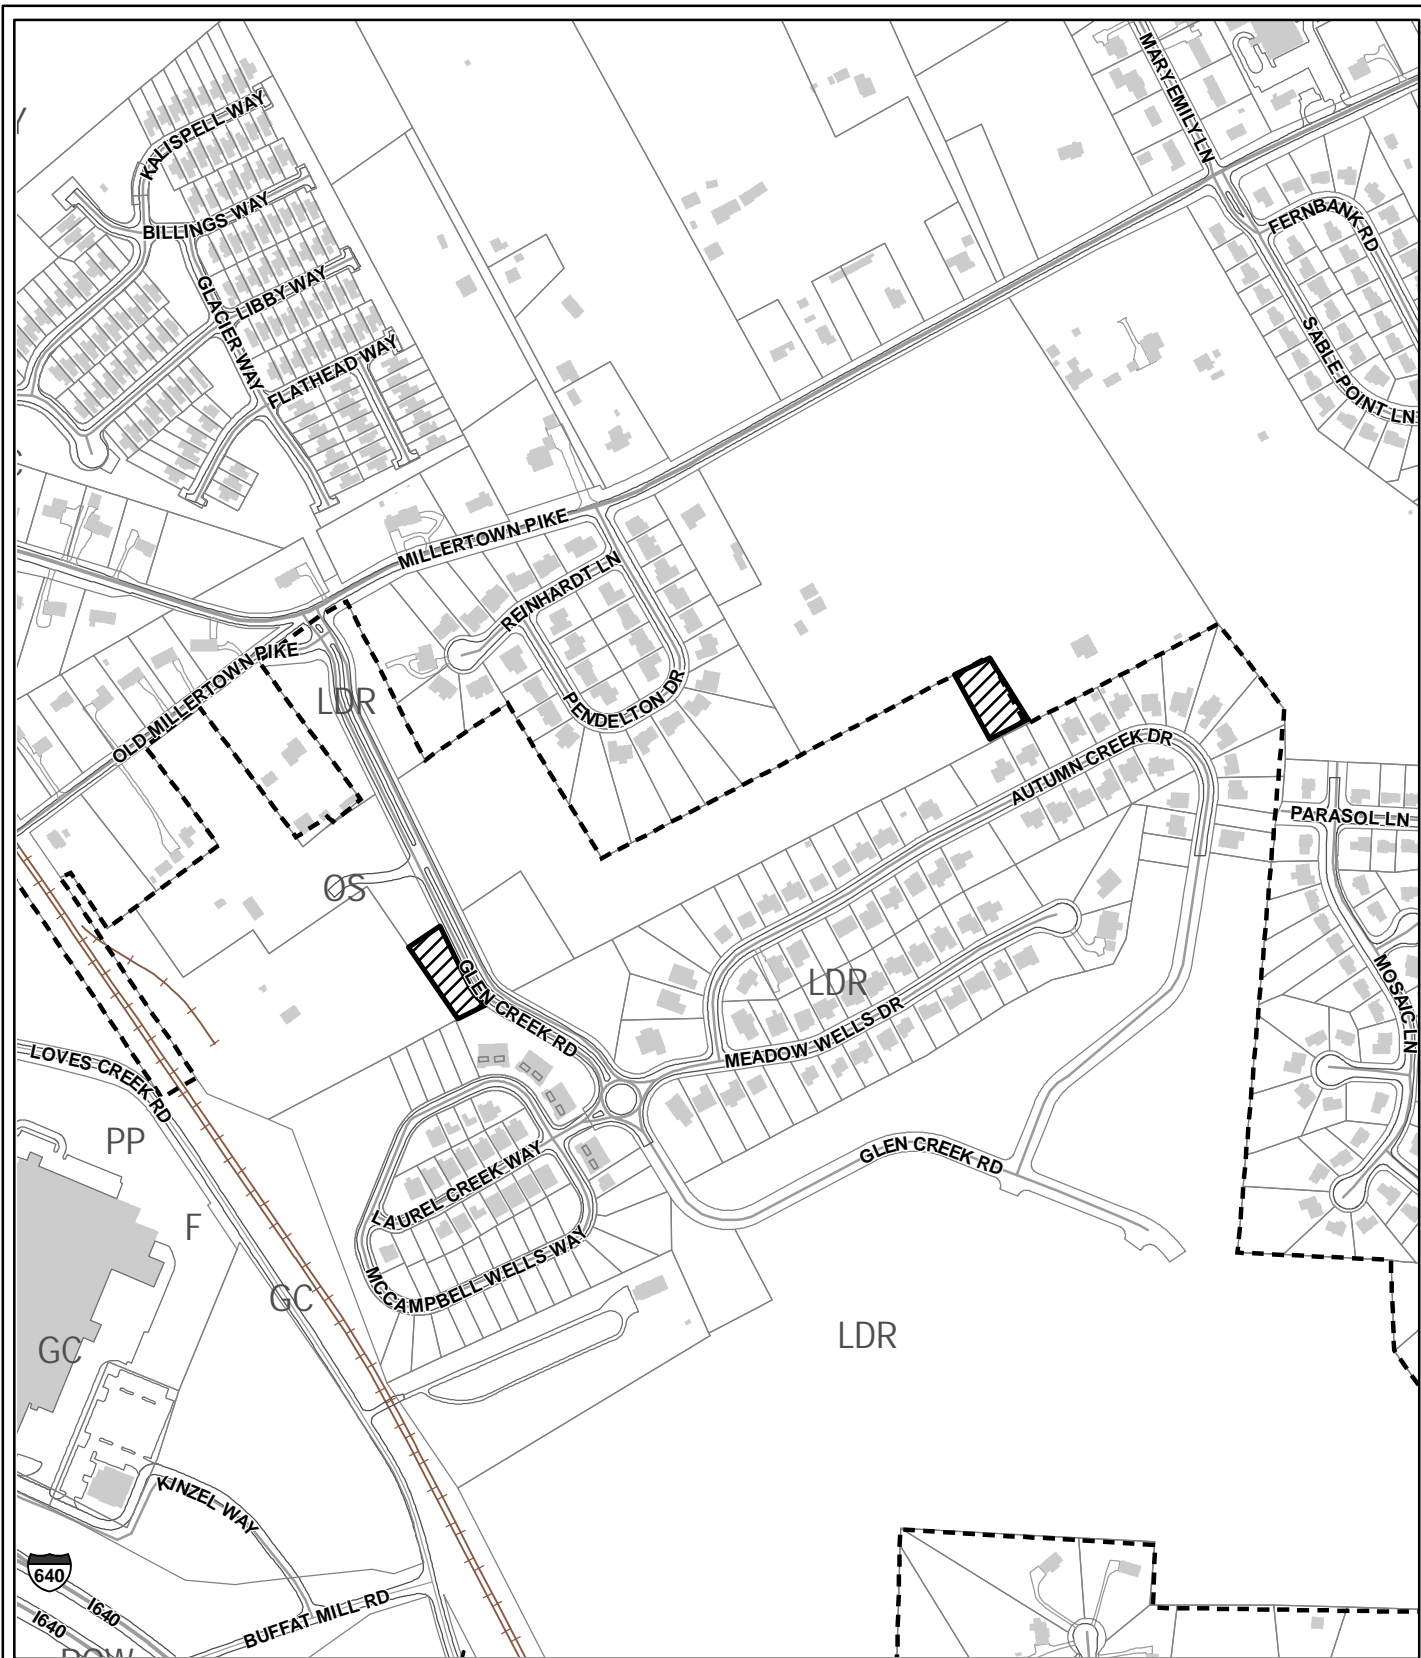 MARY EMILY LN
KALISPELL WAY
BILLINGS WAY
FERNBANK RD
GLACIER WAY
LIBBY WAY
SABLE POINT LN
FLATHEAD WAY
MILLERTOWN PIKE
REINHARDT LN
OLD MILLERTOWN PIKE
LDR
PENDELTON DR
AUTUMN CREEK DR
PARASOL LN
OS
GLEN CREEK RD
LDR
MOSAIC LN
MEADOW WELLS DR
LOVES CREEK RD
PP
LAUREL CREEK WAY
GLEN CREEK RD
F
MCCAMPBELL WELLS WAY
GC
LDR
GC
KINZEL WAY
640
I640
I640
BUFFAT MILL RD
ROW